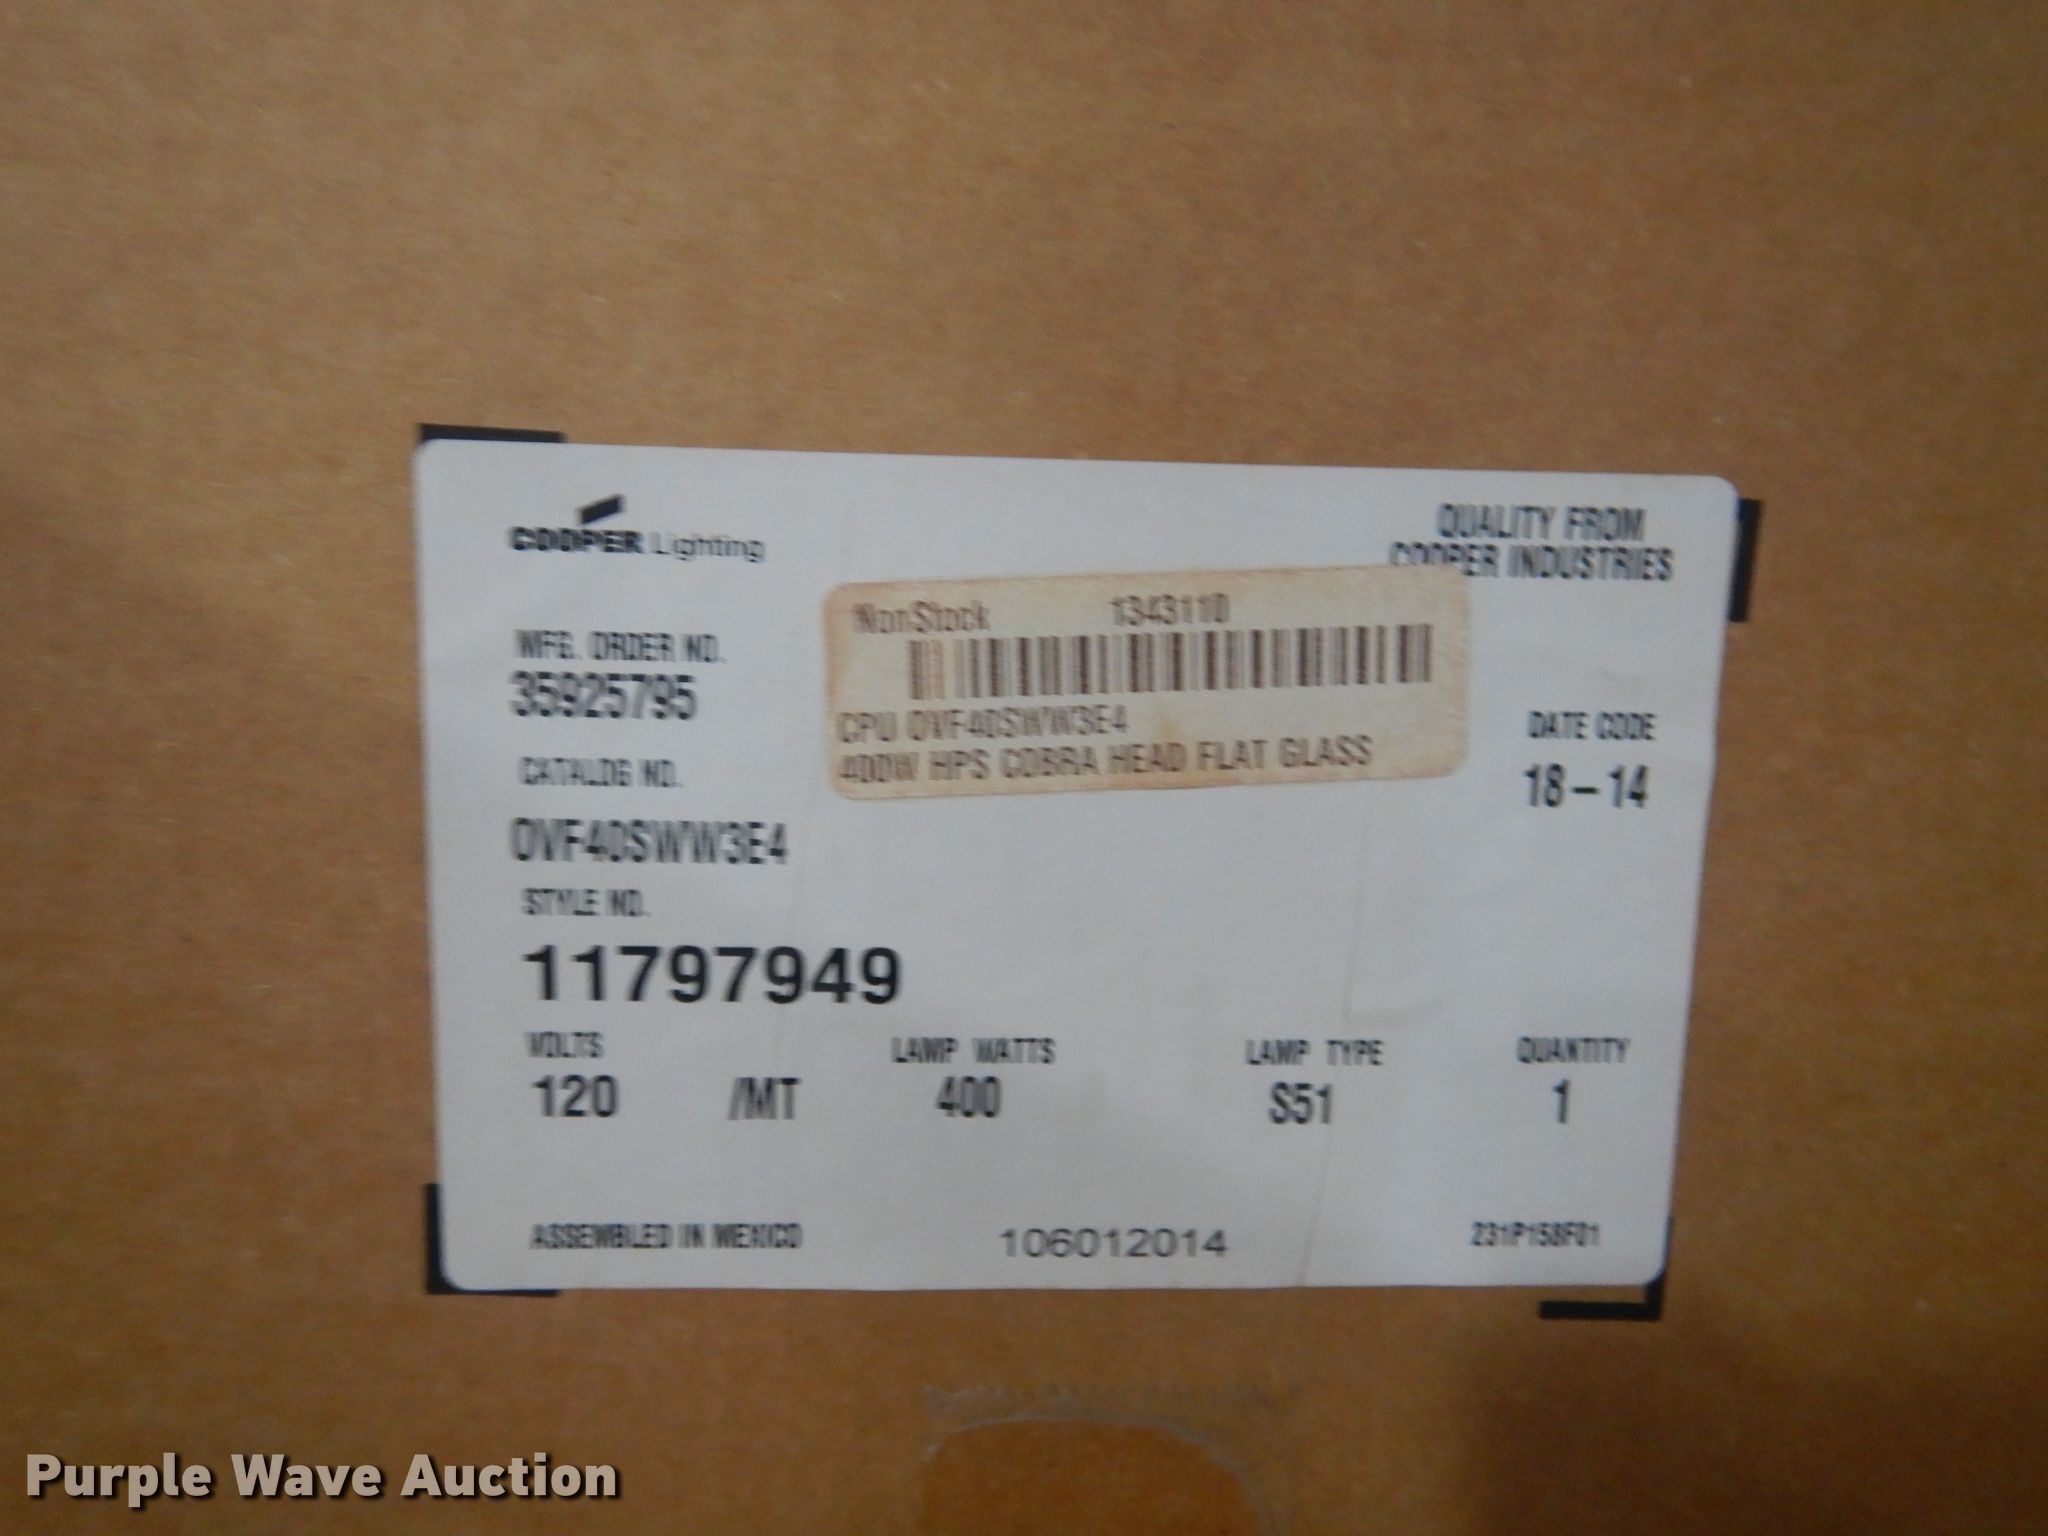 COOPER Lighting
QUALITY FROM
COOPER INDUSTRIES
NonStock 1343110
CPU OVF40SWW3E4
400W HPS COBRA HEAD FLAT GLASS
MFG. ORDER NO.
35925795
CATALOG NO.
OVF40SWW3E4
DATE CODE
18-14
STYLE NO.
11797949
VOLTS LAMP WATTS LAMP TYPE QUANTITY
120 /MT 400 S51 1
ASSEMBLED IN MEXICO 106012014 231P158F01
Purple Wave Auction